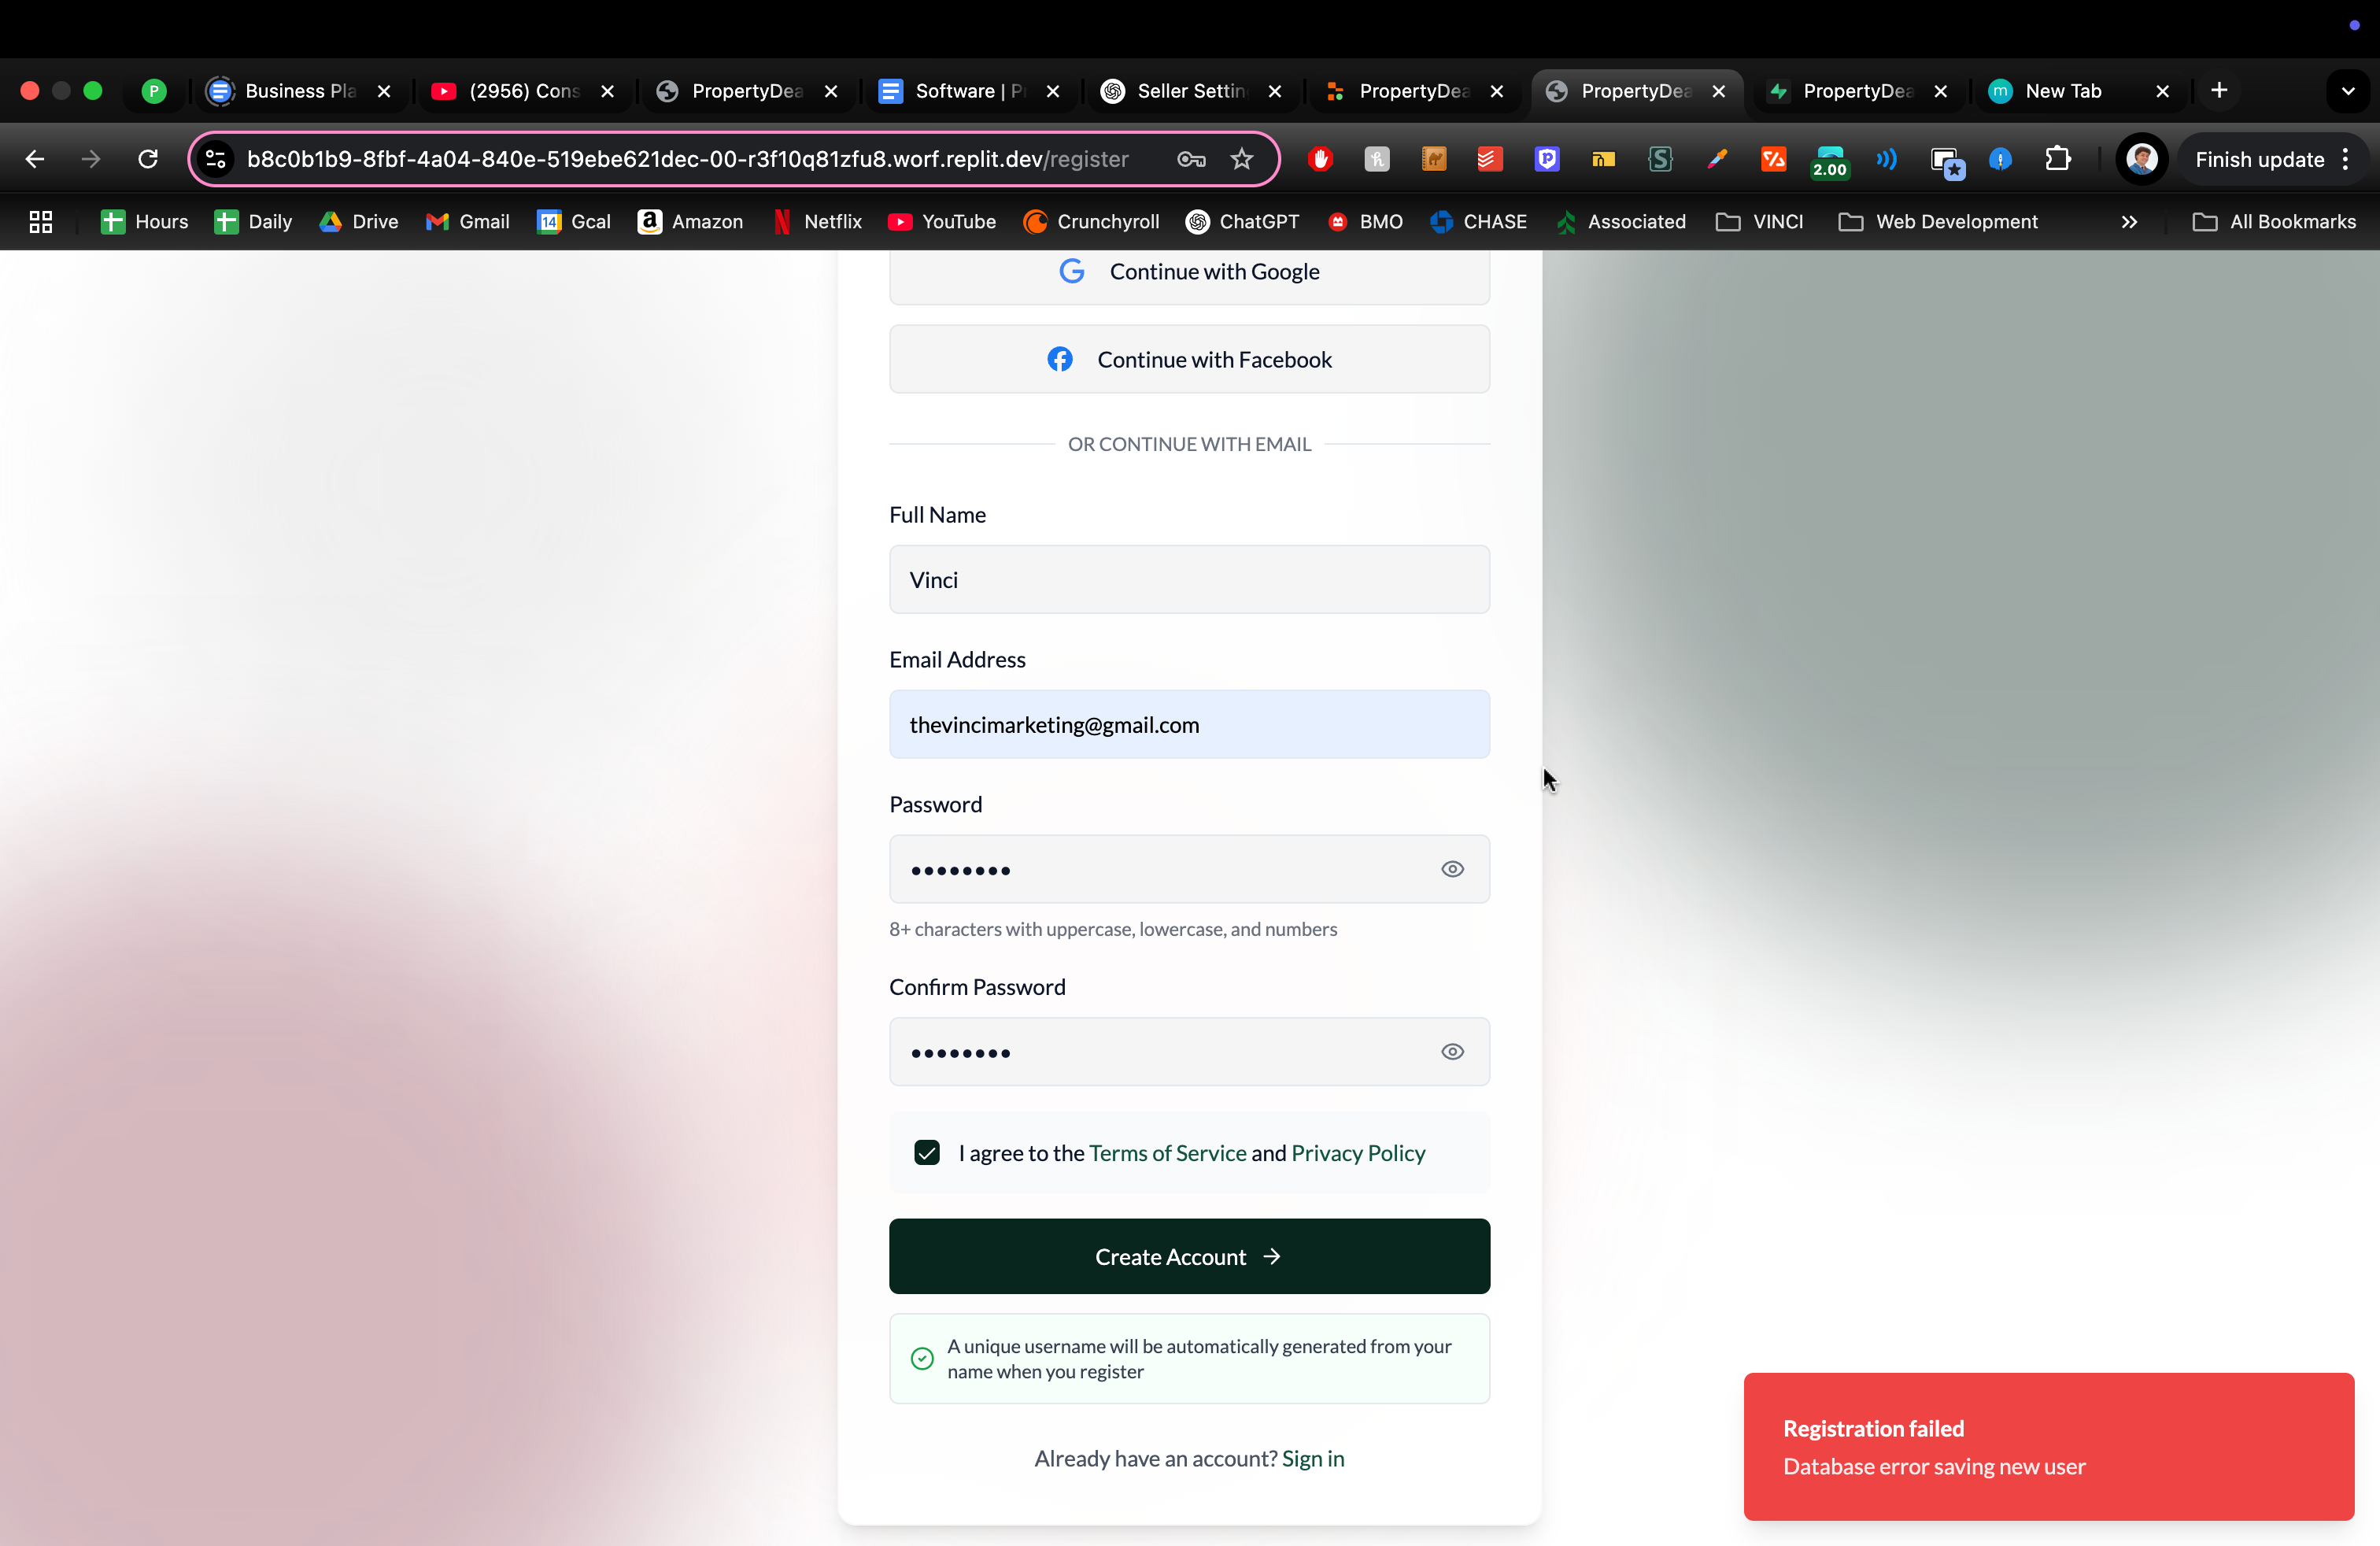 P
Business Pla
(2956) Cons
PropertyDea
Software | P
Seller Settin
PropertyDea
PropertyDea
PropertyDea
m
New Tab
b8c0b1b9-8fbf-4a04-840e-519ebe621dec-00-r3f10q81zfu8.worf.replit.dev/register
2.00
Finish update
Hours
Daily
Drive
Gmail
14
Gcal
Amazon
Netflix
YouTube
Crunchyroll
ChatGPT
BMO
CHASE
Associated
VINCI
Web Development
All Bookmarks
Continue with Google
Continue with Facebook
OR CONTINUE WITH EMAIL
Full Name
Vinci
Email Address
thevincimarketing@gmail.com
Password
8+ characters with uppercase, lowercase, and numbers
Confirm Password
I agree to the Terms of Service and Privacy Policy
Create Account
A unique username will be automatically generated from your
name when you register
Already have an account? Sign in
Registration failed
Database error saving new user